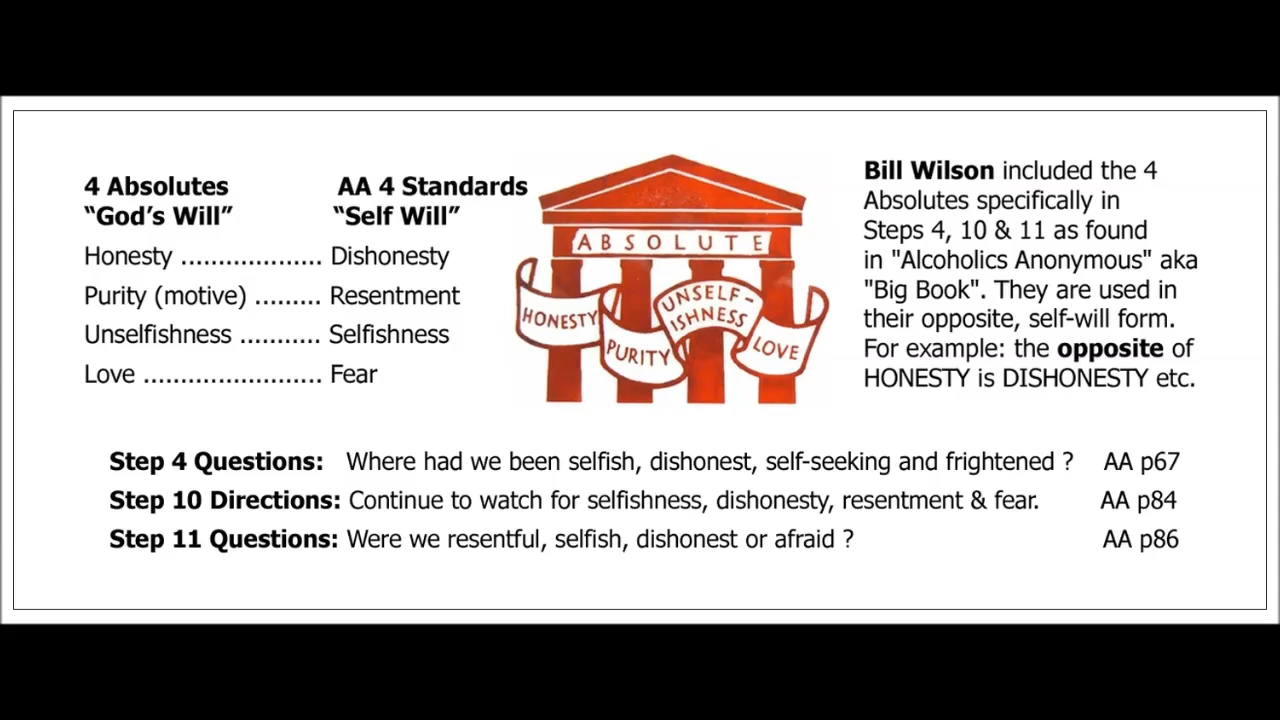 4 Absolutes AA 4 Standards
“God’s Will” “Self Will”
Honesty ................... Dishonesty
Purity (motive) ......... Resentment
Unselfishness ........... Selfishness
Love ........................ Fear
ABSOLUTE
HONESTY
PURITY
UNSELF-
ISHNESS
LOVE
Bill Wilson included the 4
Absolutes specifically in
Steps 4, 10 & 11 as found
in "Alcoholics Anonymous" aka
"Big Book". They are used in
their opposite, self-will form.
For example: the opposite of
HONESTY is DISHONESTY etc.
Step 4 Questions: Where had we been selfish, dishonest, self-seeking and frightened ? AA p67
Step 10 Directions: Continue to watch for selfishness, dishonesty, resentment & fear. AA p84
Step 11 Questions: Were we resentful, selfish, dishonest or afraid ? AA p86